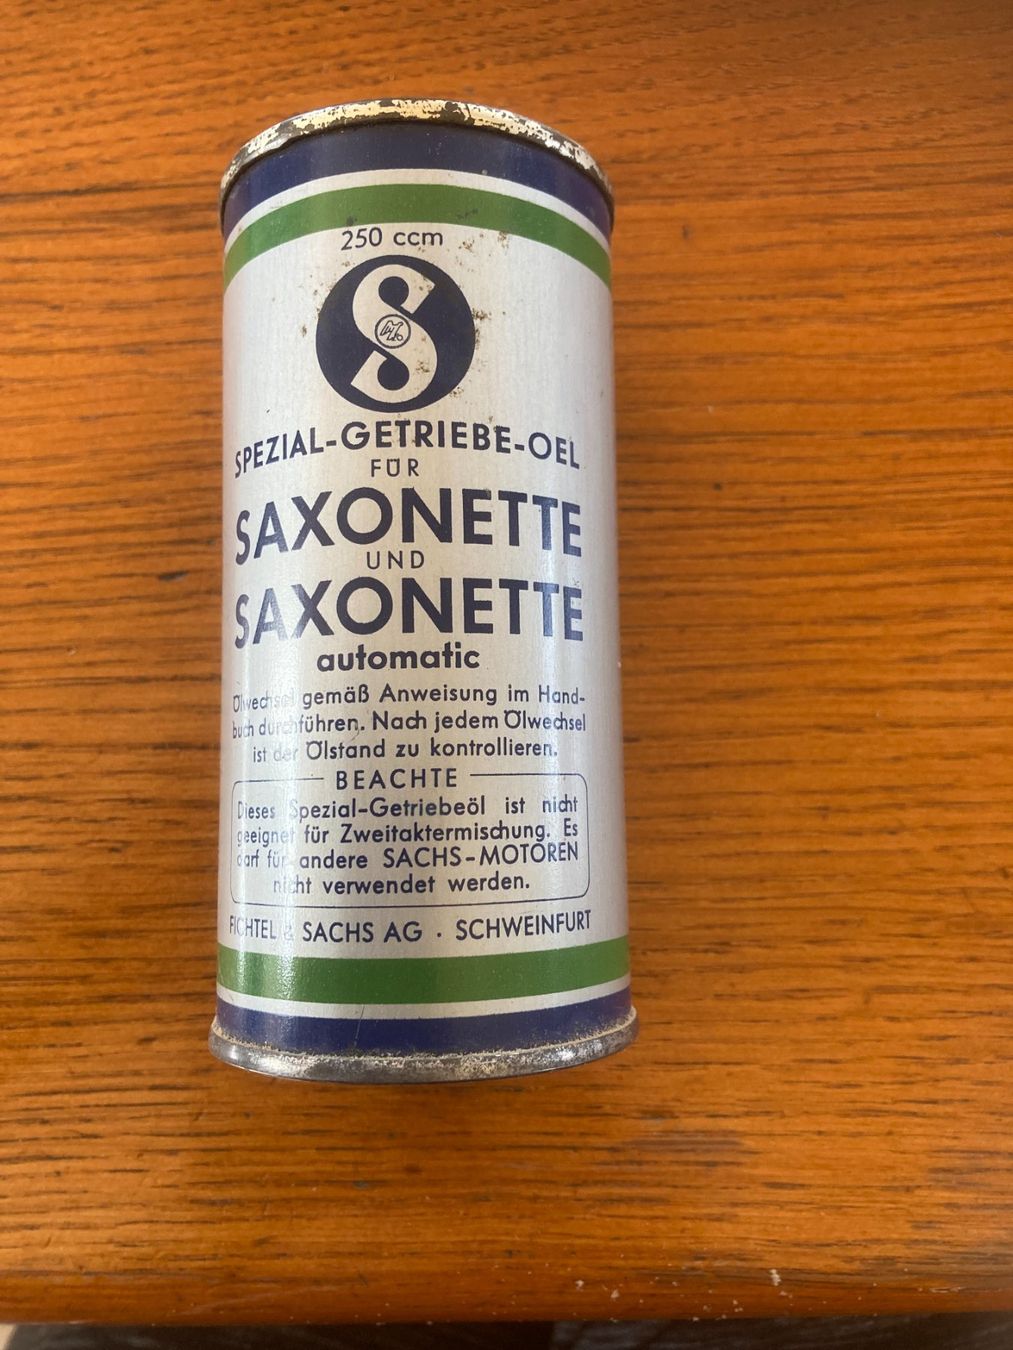 250 ccm
S
SPEZIAL-GETRIEBE-OEL
FÜR
SAXONETTE
UND
SAXONETTE
automatic
Ölwechsel gemäß Anweisung im Hand-
buch durchführen. Nach jedem Ölwechsel
ist der Ölstand zu kontrollieren.
BEACHTE
Dieses Spezial-Getriebeöl ist nicht
geeignet für Zweitaktermischung. Es
darf für andere SACHS-MOTOREN
nicht verwendet werden.
FICHTEL & SACHS AG · SCHWEINFURT